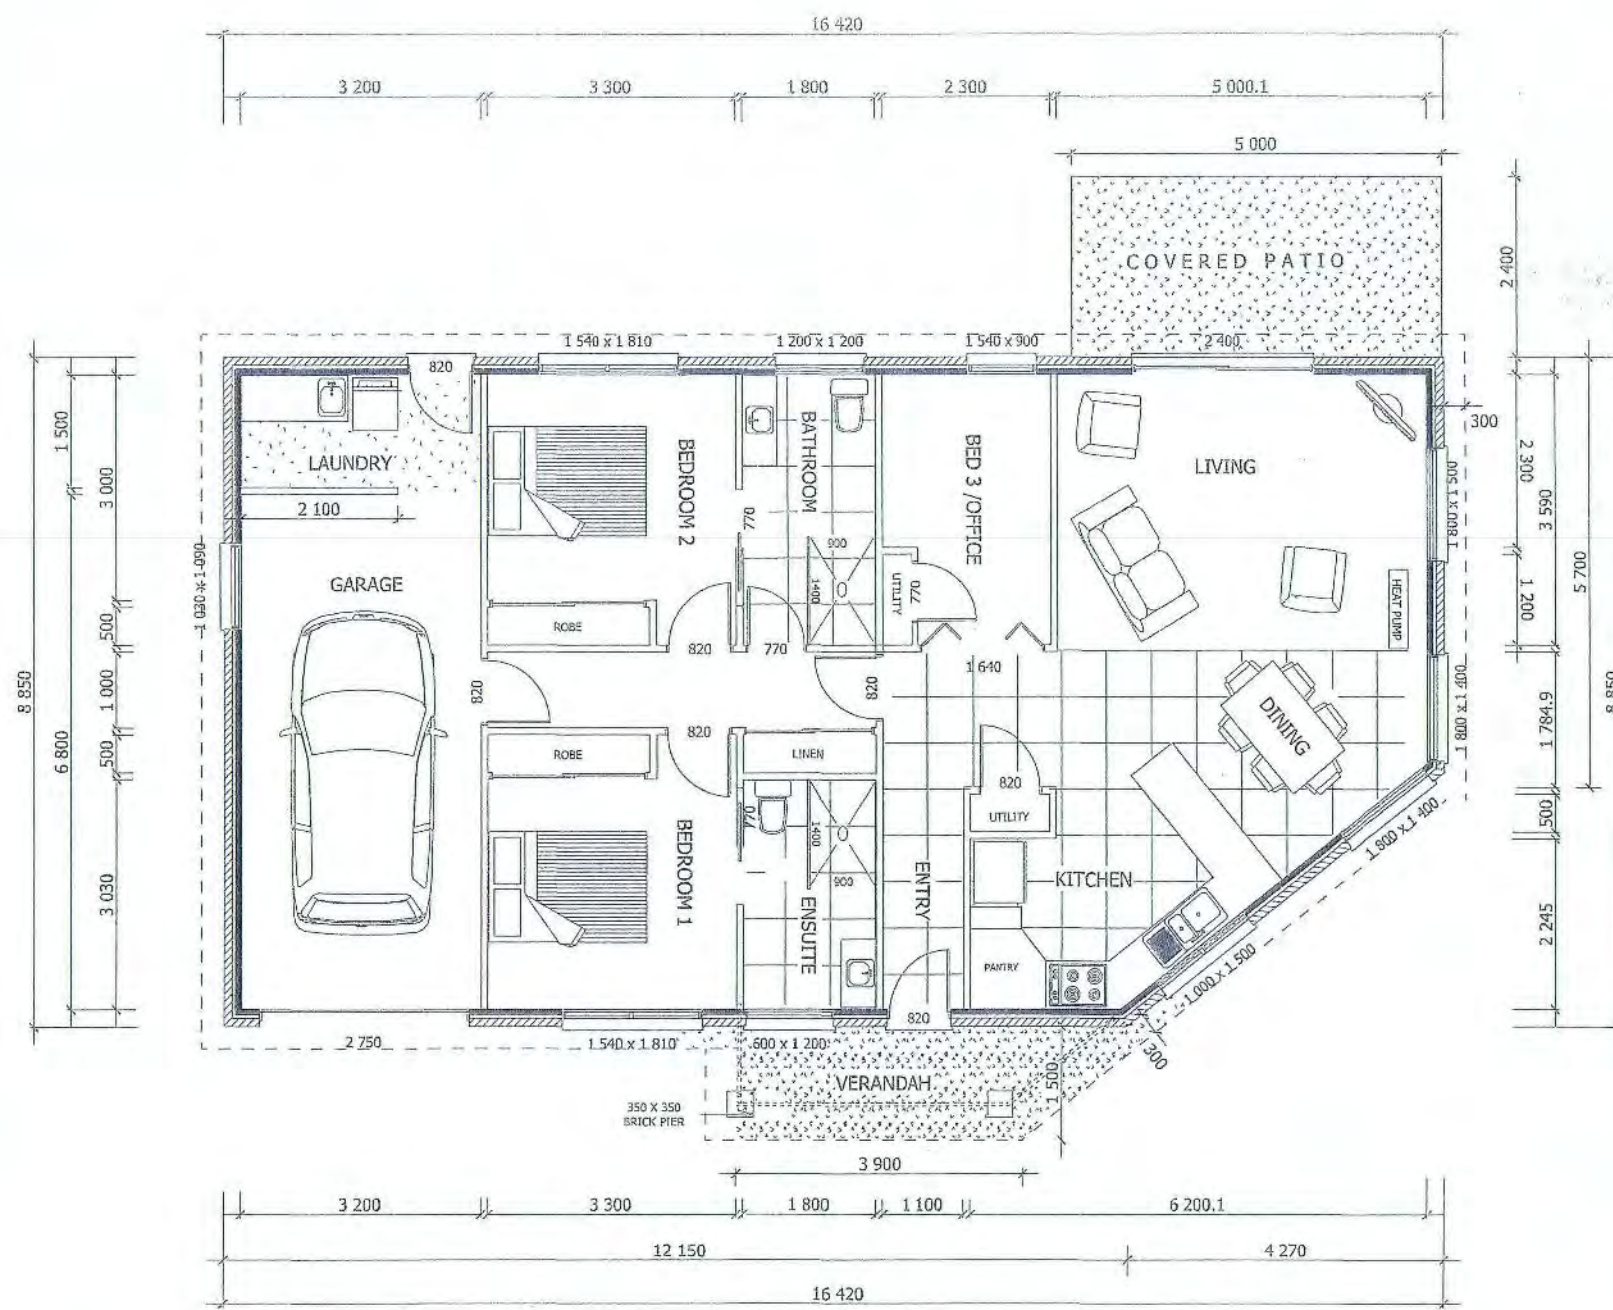 16 420
3 200
3 300
1 800
2 300
5 000.1
5 000
COVERED PATIO
2 400
1 540 x 1 810
1 200 x 1 200
1 540 x 900
2 400
820
300
1 500
3 000
LAUNDRY
2 100
BEDROOM 2
BATHROOM
770
BED 3 /OFFICE
LIVING
1 800 x 1 500
2 300
3 590
900
1 030 x 1 090
GARAGE
1400
UTILITY
770
HEAT PUMP
1 200
5 700
500
ROBE
820
770
1 640
8 850
6 800
1 000
820
820
DINING
1 800 x 1 400
1 784.9
8 850
820
500
ROBE
LINEN
820
UTILITY
770
1400
500
1 800 x 1 400
3 030
BEDROOM 1
900
ENTRY
KITCHEN
ENSUITE
PANTRY
2 245
1 000 x 1 500
820
2 750
1 540 x 1 810
600 x 1 200
300
VERANDAH
1 500
350 X 350
BRICK PIER
3 900
3 200
3 300
1 800
1 100
6 200.1
12 150
4 270
16 420